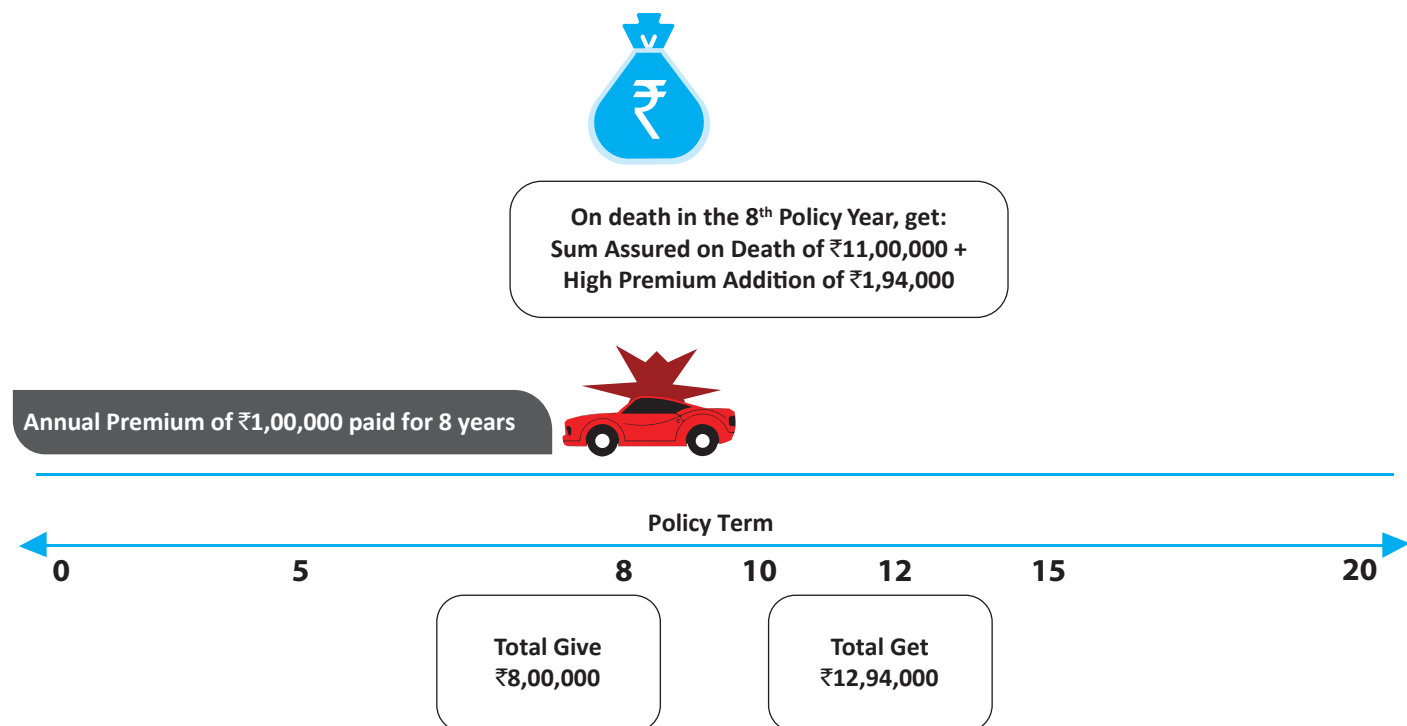 ₹
On death in the 8th Policy Year, get:
Sum Assured on Death of ₹11,00,000 +
High Premium Addition of ₹1,94,000
Annual Premium of ₹1,00,000 paid for 8 years
Policy Term
0 5 8 10 12 15 20
Total Give
₹8,00,000
Total Get
₹12,94,000